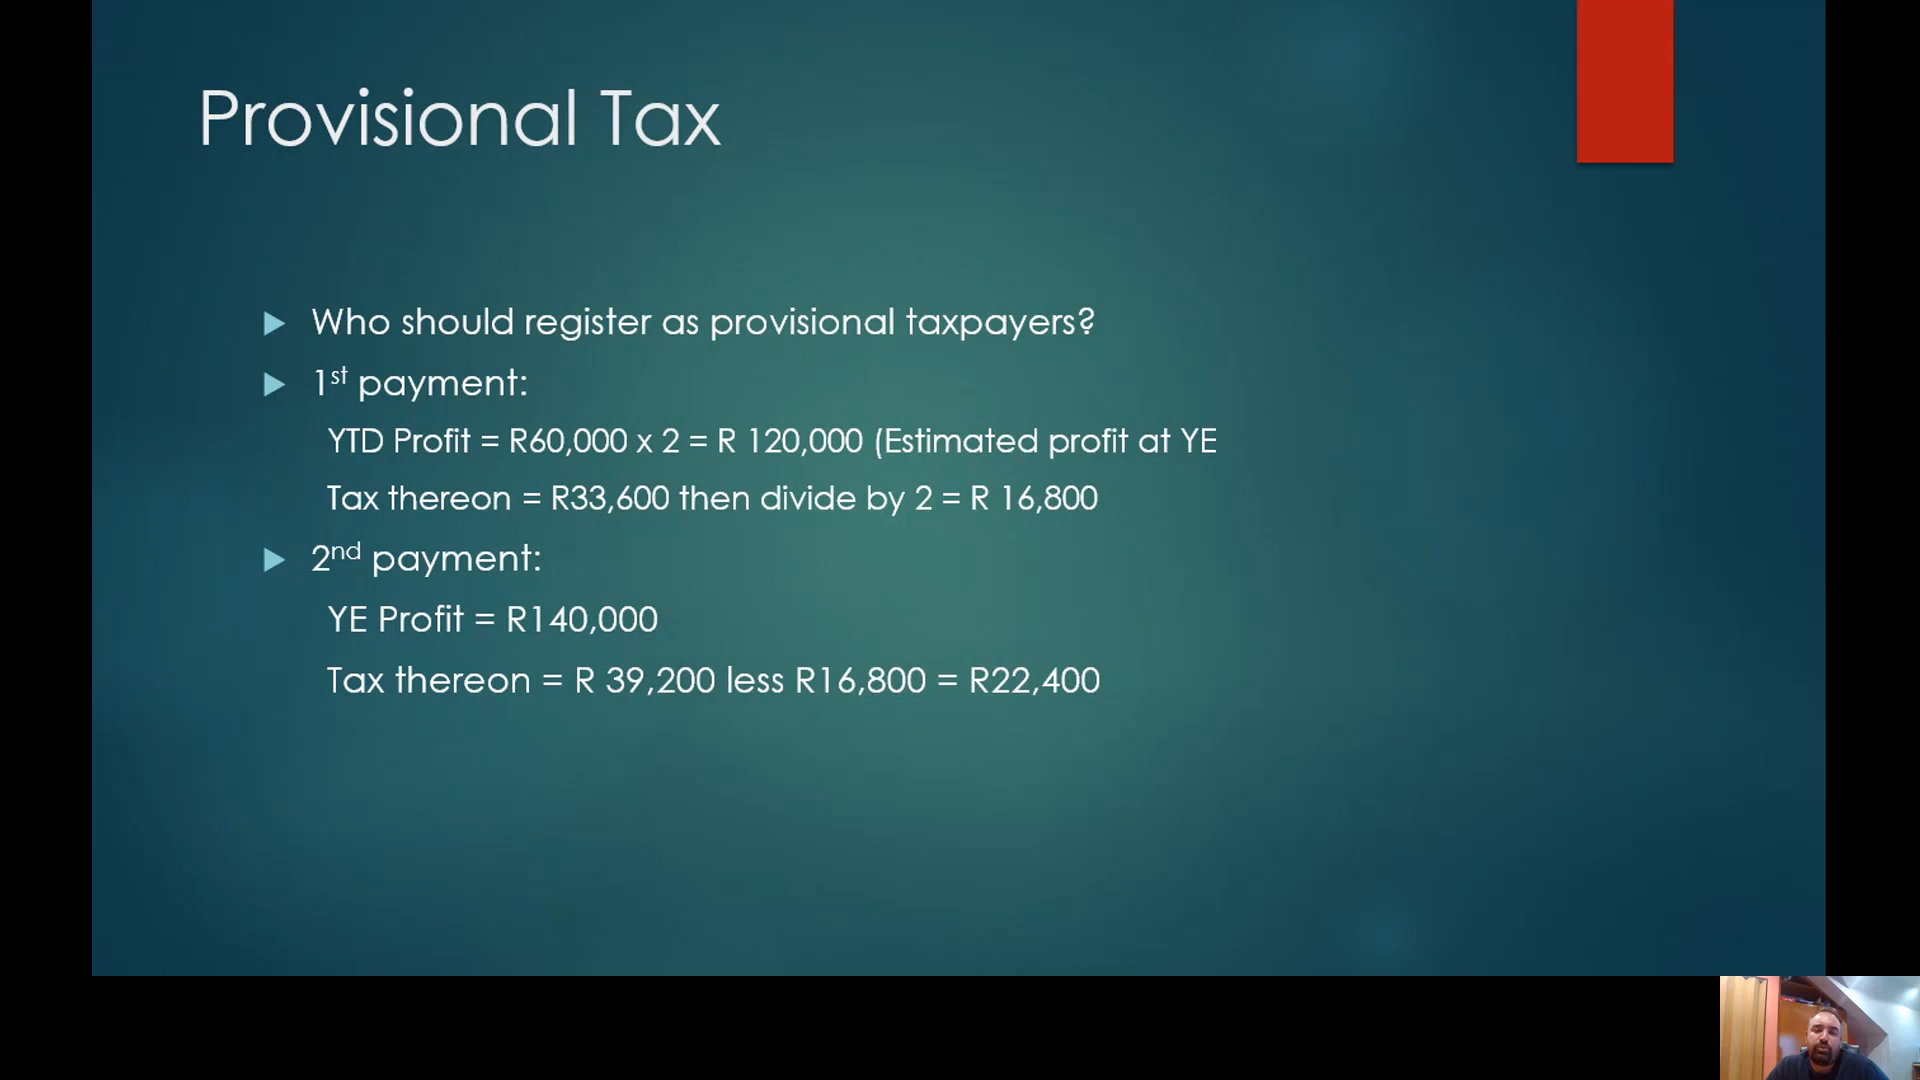 Provisional Tax
Who should register as provisional taxpayers?
1st payment:
YTD Profit = R60,000 x 2 = R 120,000 (Estimated profit at YE
Tax thereon = R33,600 then divide by 2 = R 16,800
2nd payment:
YE Profit = R140,000
Tax thereon = R 39,200 less R16,800 = R22,400